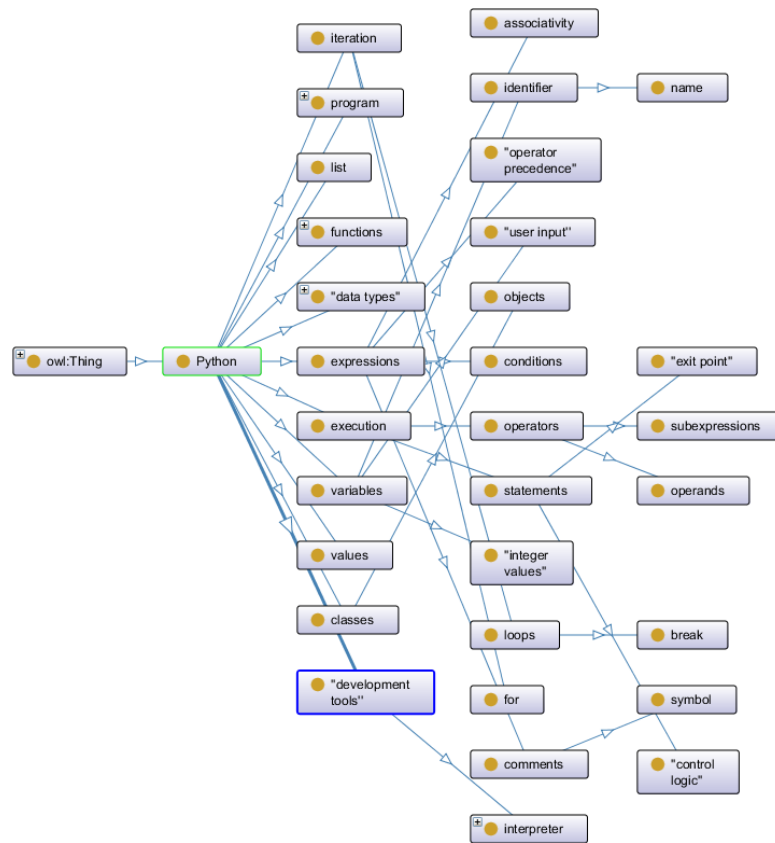 associativity
iteration
identifier
name
program
"operator
precedence"
list
functions
"user input"
"data types"
objects
owl:Thing
Python
expressions
conditions
"exit point"
execution
operators
subexpressions
variables
statements
operands
values
"integer
values"
classes
loops
break
"development
tools"
for
symbol
comments
"control
logic"
interpreter